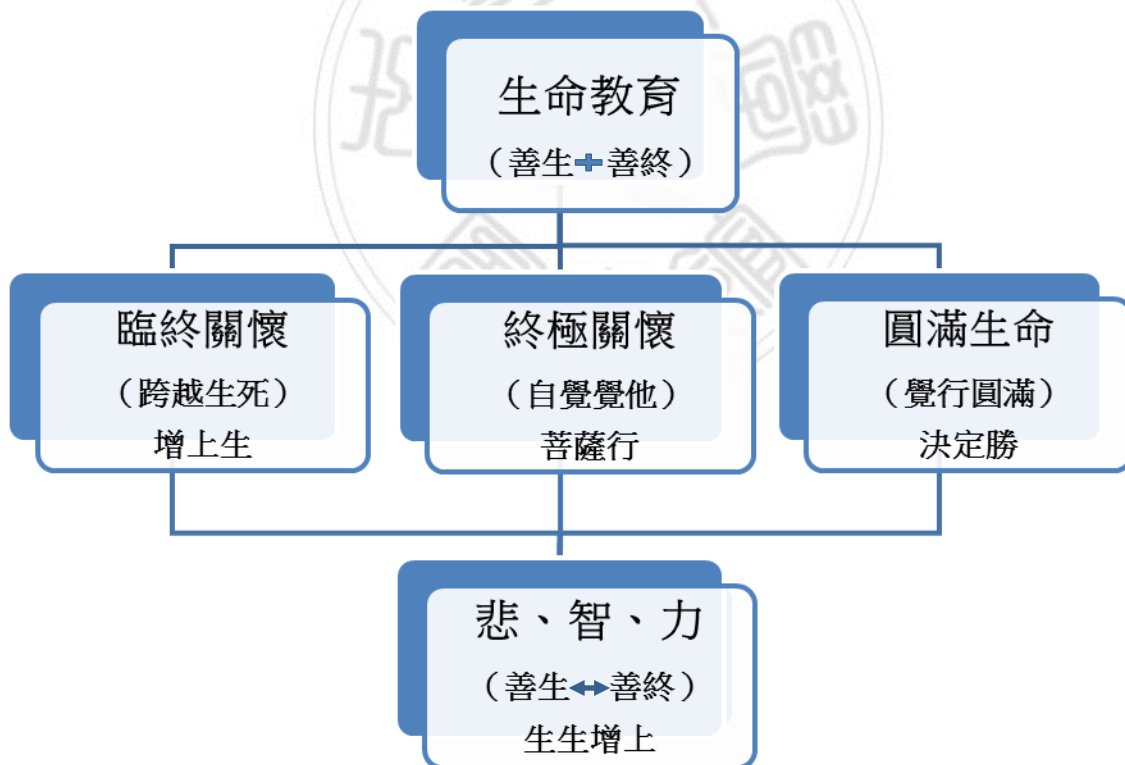 生命教育
（善生+善終）
臨終關懷
（跨越生死）
增上生
終極關懷
（自覺覺他）
菩薩行
圓滿生命
（覺行圓滿）
決定勝
悲、智、力
（善生↔善終）
生生增上